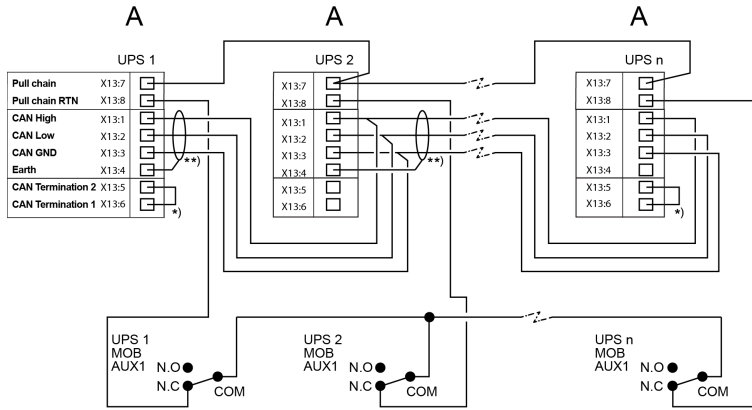 A A A
UPS 1 UPS 2 UPS n
Pull chain X13:7 X13:7 X13:7
Pull chain RTN X13:8 X13:8 X13:8
CAN High X13:1 X13:1 X13:1
CAN Low X13:2 X13:2 X13:2
CAN GND X13:3 **) X13:3 **) X13:3
Earth X13:4 X13:4 X13:4
CAN Termination 2 X13:5 X13:5 X13:5
CAN Termination 1 X13:6 *) X13:6 X13:6 *)
UPS 1 UPS 2 UPS n
MOB MOB MOB
AUX1 N.O AUX1 N.O AUX1 N.O
N.C COM N.C COM N.C COM